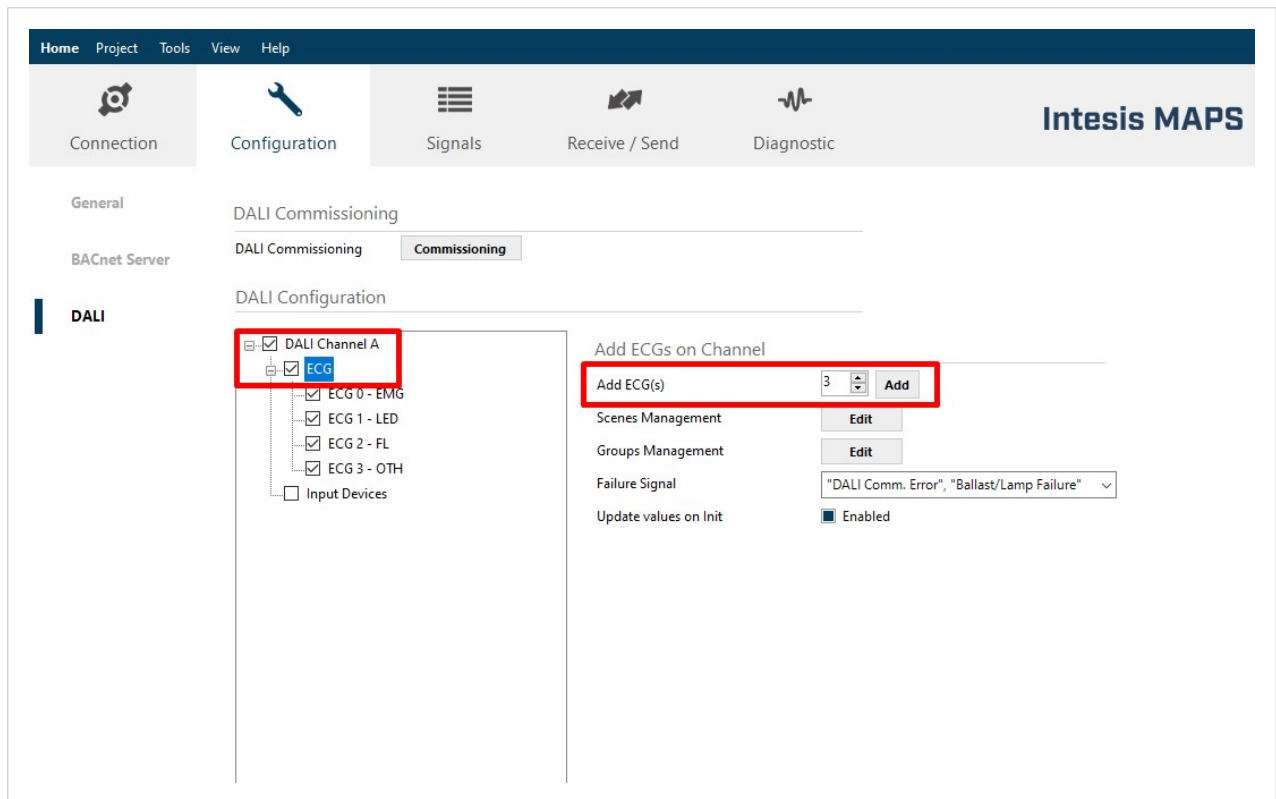 Home Project Tools View Help
Connection Configuration Signals Receive / Send Diagnostic
Intesis MAPS
General
BACnet Server
DALI
DALI Commissioning
DALI Commissioning Commissioning
DALI Configuration
DALI Channel A
ECG
ECG 0 - EMG
ECG 1 - LED
ECG 2 - FL
ECG 3 - OTH
Input Devices
Add ECGs on Channel
Add ECG(s) 3 Add
Scenes Management Edit
Groups Management Edit
Failure Signal "DALI Comm. Error", "Ballast/Lamp Failure"
Update values on Init Enabled